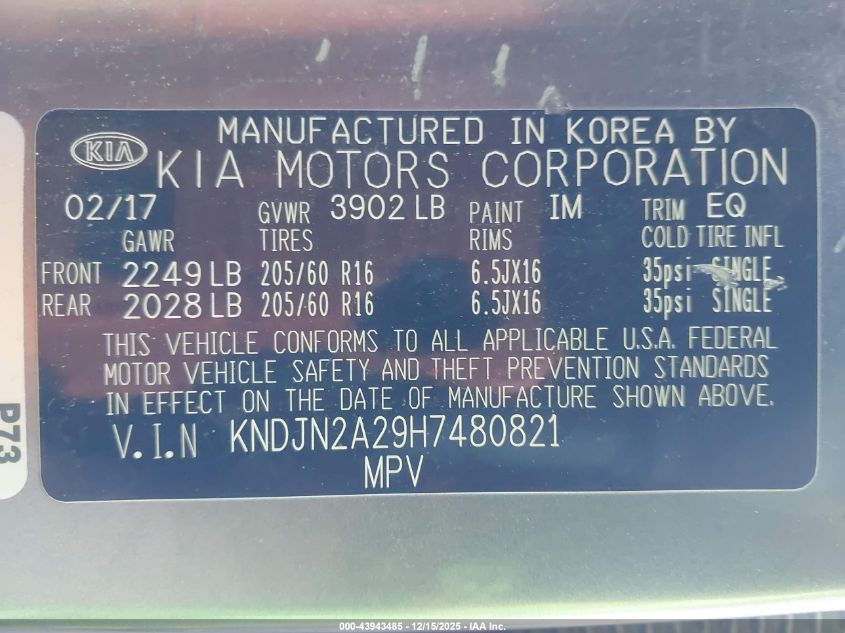 MANUFACTURED IN KOREA BY
KIA KIA MOTORS CORPORATION
02/17 GVWR 3902 LB PAINT IM TRIM EQ
GAWR TIRES RIMS COLD TIRE INFL
FRONT 2249 LB 205/60 R16 6.5JX16 35psi SINGLE
REAR 2028 LB 205/60 R16 6.5JX16 35psi SINGLE
THIS VEHICLE CONFORMS TO ALL APPLICABLE U.S.A. FEDERAL
MOTOR VEHICLE SAFETY AND THEFT PREVENTION STANDARDS
IN EFFECT ON THE DATE OF MANUFACTURE SHOWN ABOVE.
V.I.N KNDJN2A29H7480821
MPV
P73
000-43943485 - 12/15/2025 - IAA Inc.